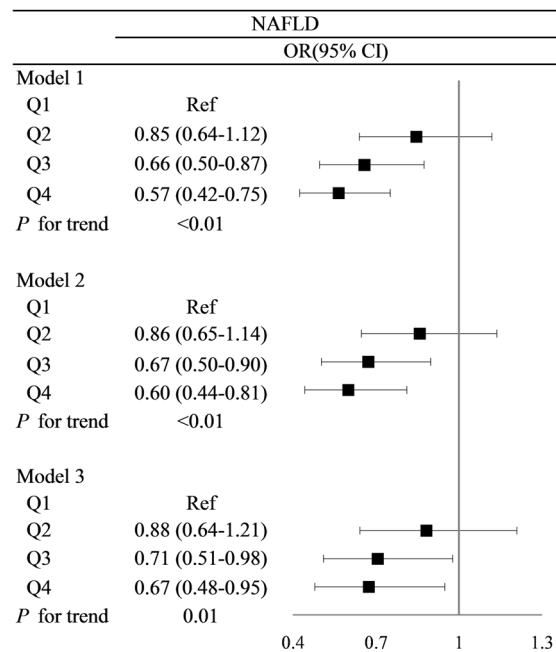 NAFLD
OR(95% CI)
Model 1
Q1 Ref
Q2 0.85 (0.64-1.12)
Q3 0.66 (0.50-0.87)
Q4 0.57 (0.42-0.75)
P for trend <0.01
Model 2
Q1 Ref
Q2 0.86 (0.65-1.14)
Q3 0.67 (0.50-0.90)
Q4 0.60 (0.44-0.81)
P for trend <0.01
Model 3
Q1 Ref
Q2 0.88 (0.64-1.21)
Q3 0.71 (0.51-0.98)
Q4 0.67 (0.48-0.95)
P for trend 0.01
0.4 0.7 1 1.3